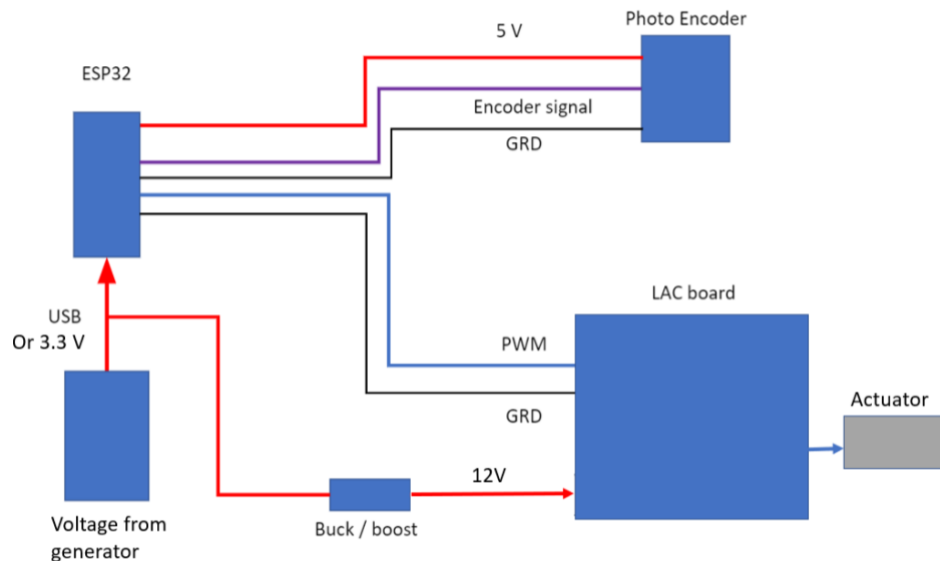 Photo Encoder
5 V
ESP32
Encoder signal
GRD
LAC board
USB
Or 3.3 V
PWM
Actuator
GRD
12V
Voltage from
generator
Buck / boost